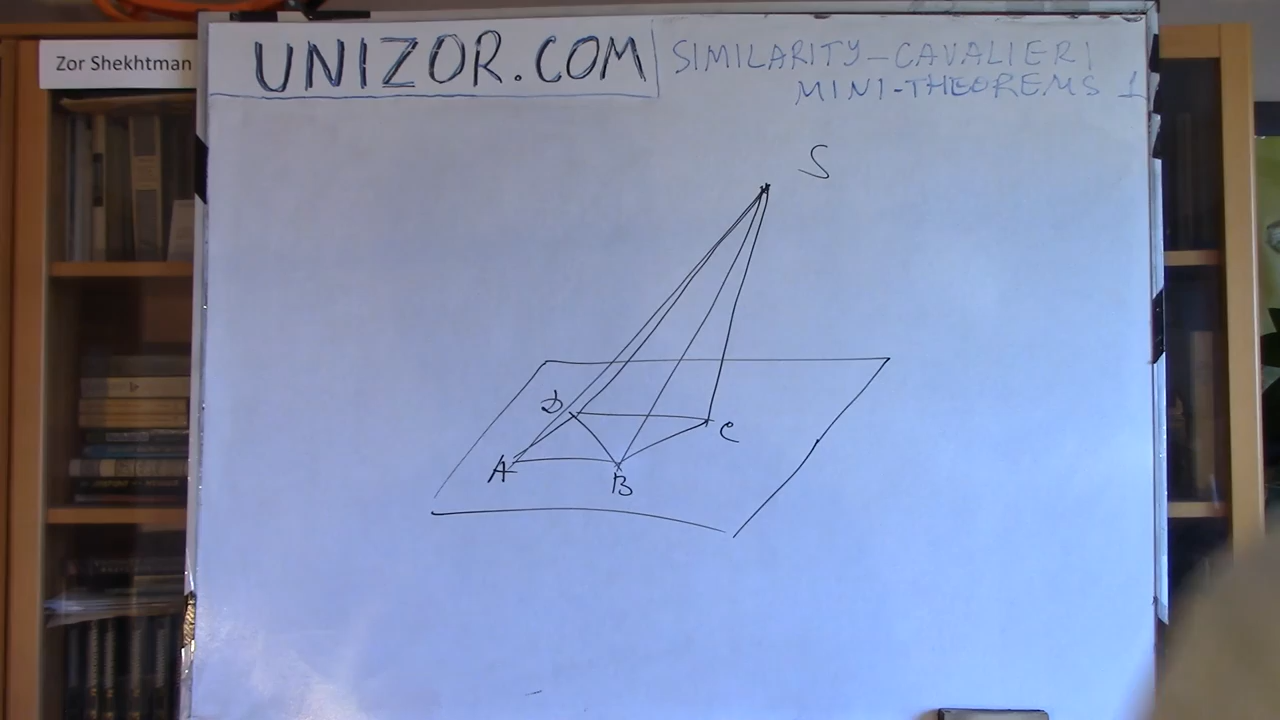 Zor Shekhtman
UNIZOR.COM
SIMILARITY-CAVALIERI
MINI-THEOREMS 1
S
D
C
A
B